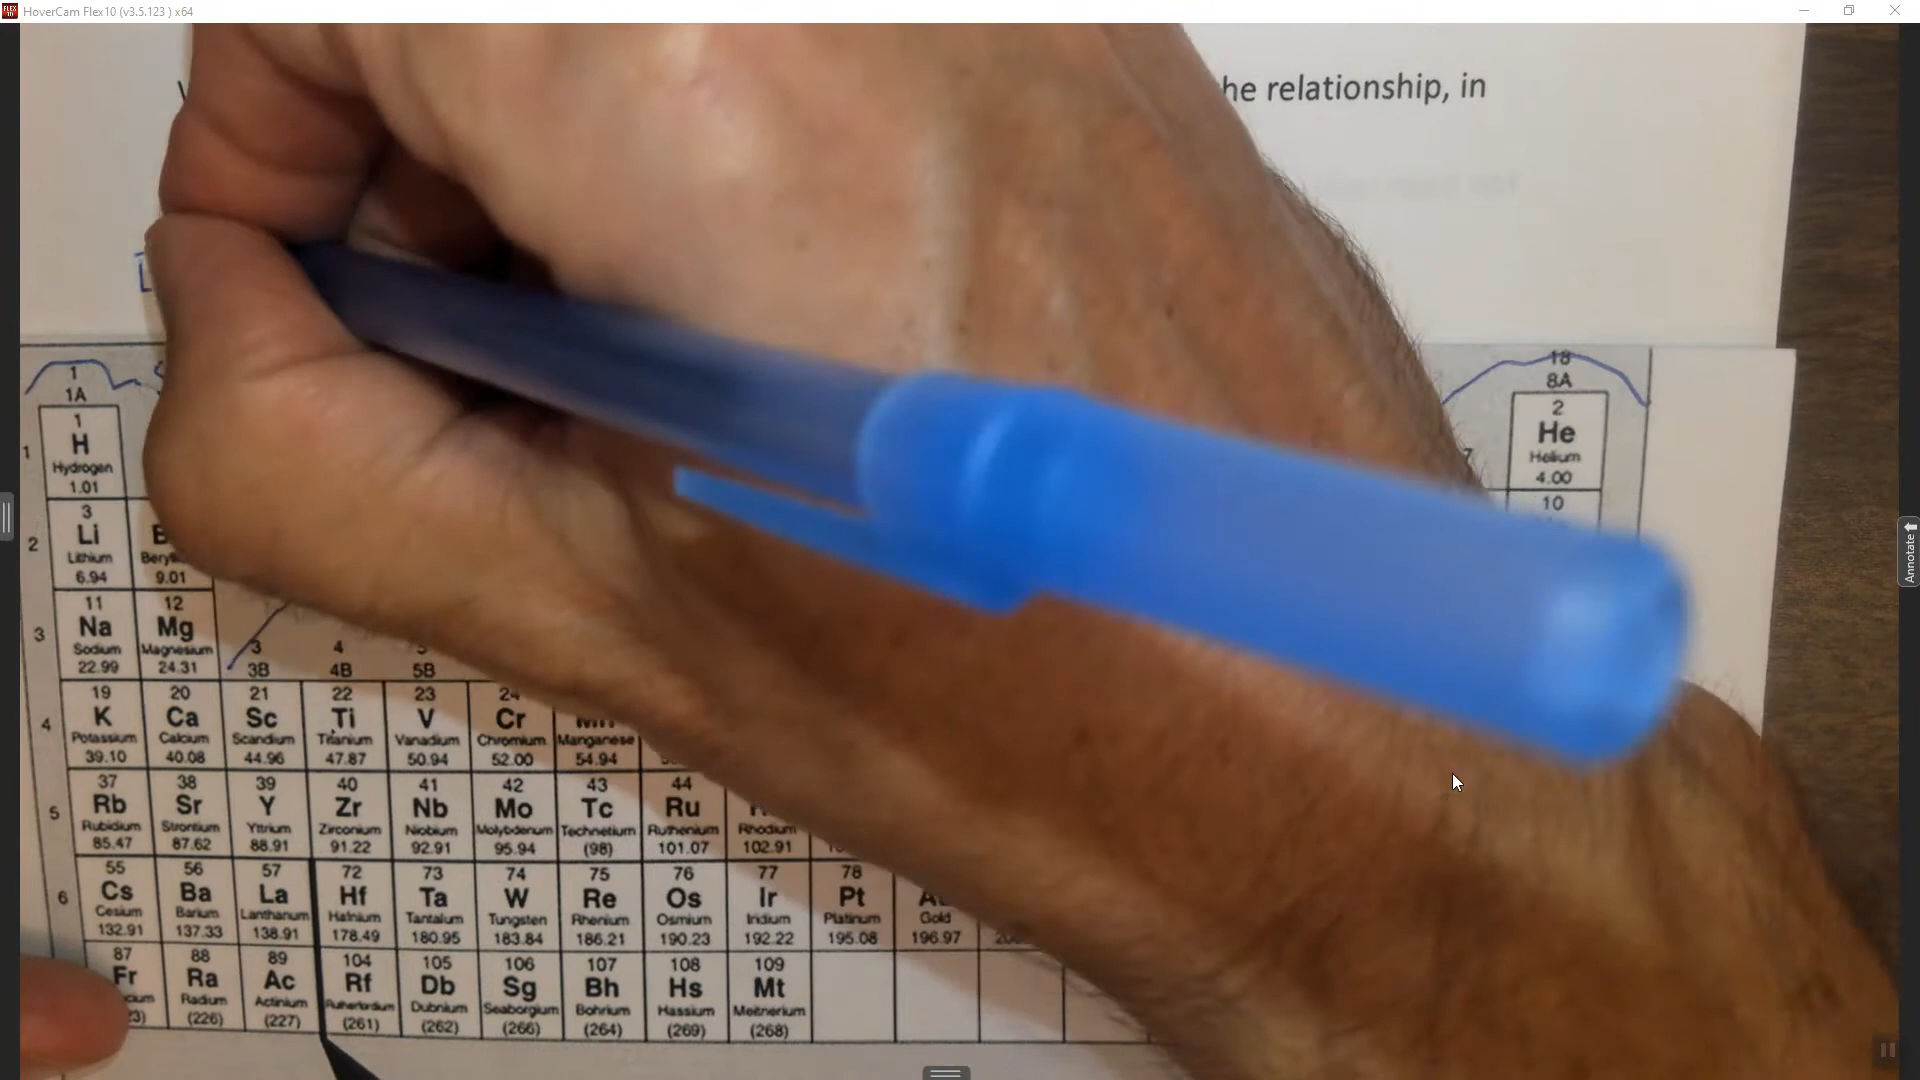 HoverCam Flex10 (v3.5.123 ) x64
he relationship, in
1 18
1A 8A
1 2
1 H He
Hydrogen 7 Helium
1.01 4.00
3 10
2 Li
Lithium
6.94 9.01
11 12
3 Na Mg
Sodium Magnesium 3 4 5
22.99 24.31 3B 4B 5B
19 20 21 22 23 24
4 K Ca Sc Ti V Cr Mn
Potassium Calcium Scandium Titanium Vanadium Chromium Manganese
39.10 40.08 44.96 47.87 50.94 52.00 54.94
37 38 39 40 41 42 43 44
5 Rb Sr Y Zr Nb Mo Tc Ru
Rubidium Strontium Yttrium Zirconium Niobium Molybdenum Technetium Ruthenium Rhodium
85.47 87.62 88.91 91.22 92.91 95.94 (98) 101.07 102.91
55 56 57 72 73 74 75 76 77 78
6 Cs Ba La Hf Ta W Re Os Ir Pt
Cesium Barium Lanthanum Hafnium Tantalum Tungsten Rhenium Osmium Iridium Platinum Gold
132.91 137.33 138.91 178.49 180.95 183.84 186.21 190.23 192.22 195.08 196.97
87 88 89 104 105 106 107 108 109
Fr Ra Ac Rf Db Sg Bh Hs Mt
Radium Actinium Rutherfordium Dubnium Seaborgium Bohrium Hassium Meitnerium
(226) (227) (261) (262) (266) (264) (269) (268)
Annotate